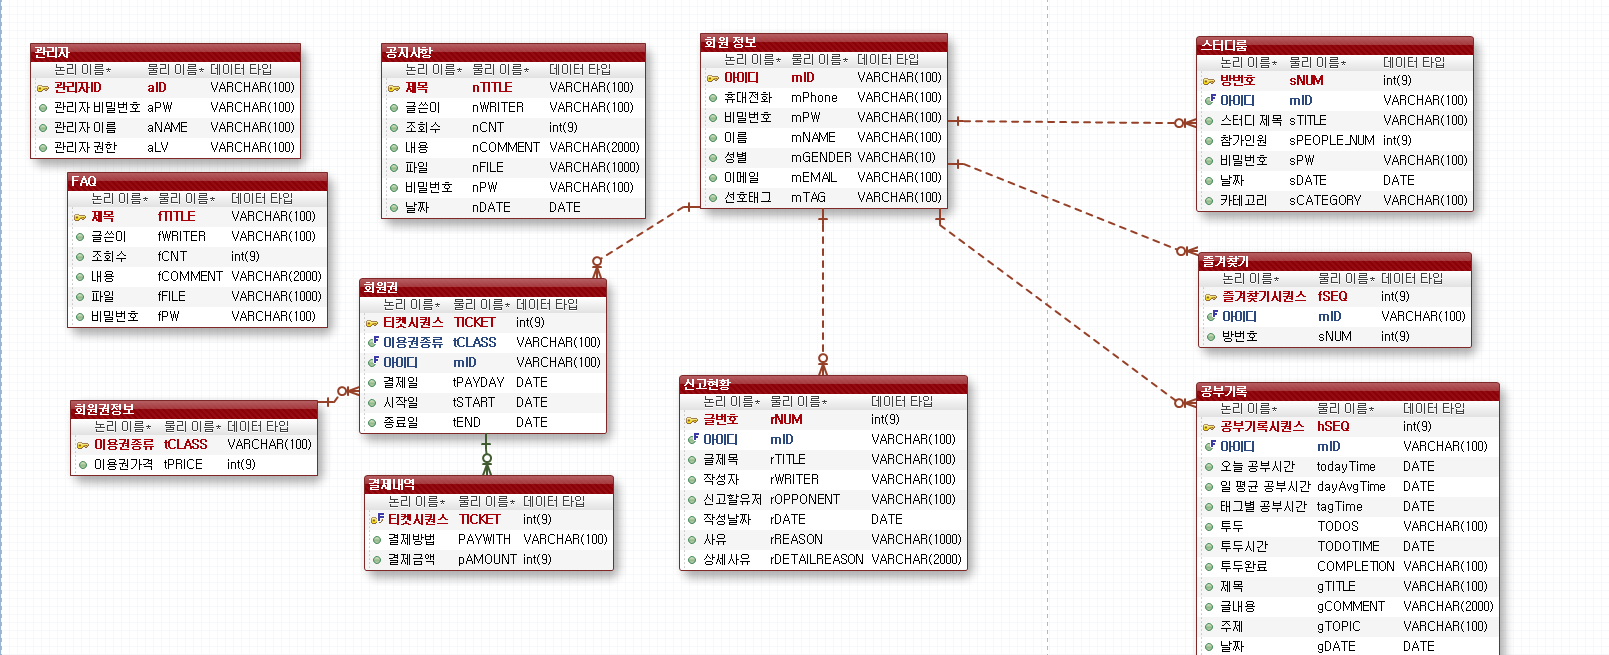 관리자
논리 이름* 물리 이름* 데이터 타입
관리자ID aID VARCHAR(100)
관리자 비밀번호 aPW VARCHAR(100)
관리자 이름 aNAME VARCHAR(100)
관리자 권한 aLV VARCHAR(100)
FAQ
논리 이름* 물리 이름* 데이터 타입
제목 fTITLE VARCHAR(100)
글쓴이 fWRITER VARCHAR(100)
조회수 fCNT int(9)
내용 fCOMMENT VARCHAR(2000)
파일 fFILE VARCHAR(1000)
비밀번호 fPW VARCHAR(100)
공지사항
논리 이름* 물리 이름* 데이터 타입
제목 nTITLE VARCHAR(100)
글쓴이 nWRITER VARCHAR(100)
조회수 nCNT int(9)
내용 nCOMMENT VARCHAR(2000)
파일 nFILE VARCHAR(1000)
비밀번호 nPW VARCHAR(100)
날짜 nDATE DATE
회원 정보
논리 이름* 물리 이름* 데이터 타입
아이디 mID VARCHAR(100)
휴대전화 mPhone VARCHAR(100)
비밀번호 mPW VARCHAR(100)
이름 mNAME VARCHAR(100)
성별 mGENDER VARCHAR(10)
이메일 mEMAIL VARCHAR(100)
선호태그 mTAG VARCHAR(100)
스터디룸
논리 이름* 물리 이름* 데이터 타입
방번호 sNUM int(9)
아이디 mID VARCHAR(100)
스터디 제목 sTITLE VARCHAR(100)
참가인원 sPEOPLE_NUM int(9)
비밀번호 sPW VARCHAR(100)
날짜 sDATE DATE
카테고리 sCATEGORY VARCHAR(100)
즐겨찾기
논리 이름* 물리 이름* 데이터 타입
즐겨찾기시퀀스 fSEQ int(9)
아이디 mID VARCHAR(100)
방번호 sNUM int(9)
회원권
논리 이름* 물리 이름* 데이터 타입
티켓시퀀스 TICKET int(9)
이용권종류 tCLASS VARCHAR(100)
아이디 mID VARCHAR(100)
결제일 tPAYDAY DATE
시작일 tSTART DATE
종료일 tEND DATE
회원권정보
논리 이름* 물리 이름* 데이터 타입
이용권종류 tCLASS VARCHAR(100)
이용권가격 tPRICE int(9)
결제내역
논리 이름* 물리 이름* 데이터 타입
티켓시퀀스 TICKET int(9)
결제방법 PAYWITH VARCHAR(100)
결제금액 pAMOUNT int(9)
신고현황
논리 이름* 물리 이름* 데이터 타입
글번호 rNUM int(9)
아이디 mID VARCHAR(100)
글제목 rTITLE VARCHAR(100)
작성자 rWRITER VARCHAR(100)
신고할유저 rOPPONENT VARCHAR(100)
작성날짜 rDATE DATE
사유 rREASON VARCHAR(1000)
상세사유 rDETAILREASON VARCHAR(2000)
공부기록
논리 이름* 물리 이름* 데이터 타입
공부기록시퀀스 hSEQ int(9)
아이디 mID VARCHAR(100)
오늘 공부시간 todayTime DATE
일 평균 공부시간 dayAvgTime DATE
태그별 공부시간 tagTime DATE
투두 TODOS VARCHAR(100)
투두시간 TODOTIME DATE
투두완료 COMPLETION VARCHAR(100)
제목 gTITLE VARCHAR(100)
글내용 gCOMMENT VARCHAR(2000)
주제 gTOPIC VARCHAR(100)
날짜 gDATE DATE